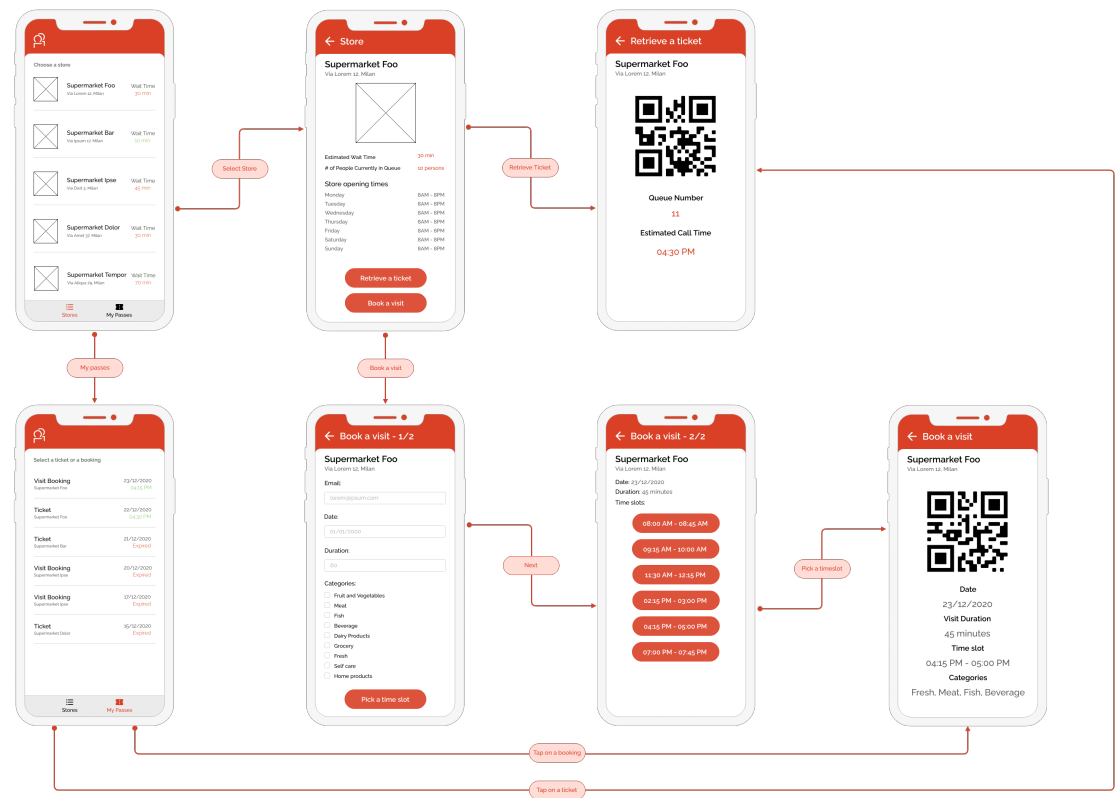 Choose a store
Supermarket Foo Wait Time
Via Lorem 12, Milan 30 min
Supermarket Bar Wait Time
Via Ipsum 12, Milan 10 min
Supermarket Ipse Wait Time
Via Dixit 3, Milan 45 min
Supermarket Dolor Wait Time
Via Amet 37, Milan 30 min
Supermarket Tempor Wait Time
Via Aliqua 24, Milan
Stores My Passes
Select Store
Store
Supermarket Foo
Via Lorem 12, Milan
Estimated Wait Time 30 min
# of People Currently in Queue 10 persons
Store opening times
Monday 8AM - 8PM
Tuesday 8AM - 8PM
Wednesday 8AM - 8PM
Thursday 8AM - 8PM
Friday 8AM - 8PM
Saturday 8AM - 8PM
Sunday 8AM - 8PM
Retrieve a ticket
Book a visit
Retrieve Ticket
Retrieve a ticket
Supermarket Foo
Via Lorem 12, Milan
Queue Number
11
Estimated Call Time
04:30 PM
My passes
Book a visit
Select a ticket or a booking
Visit Booking 23/12/2020
Supermarket Foo 04:15 PM
Ticket 22/12/2020
Supermarket Foo 04:30 PM
Ticket 21/12/2020
Supermarket Bar Expired
Visit Booking 20/12/2020
Supermarket Ipse Expired
Visit Booking 17/12/2020
Supermarket Ipse Expired
Ticket 15/12/2020
Supermarket Dolor Expired
Stores My Passes
Book a visit - 1/2
Supermarket Foo
Via Lorem 12, Milan
Email:
lorem@ipsum.com
Date:
01/01/2000
Duration:
60
Categories:
Fruit and Vegetables
Meat
Fish
Beverage
Dairy Products
Grocery
Fresh
Self care
Home products
Pick a time slot
Next
Book a visit - 2/2
Supermarket Foo
Via Lorem 12, Milan
Date: 23/12/2020
Duration: 45 minutes
Time slots:
08:00 AM - 08:45 AM
09:15 AM - 10:00 AM
11:30 AM - 12:15 PM
02:15 PM - 03:00 PM
04:15 PM - 05:00 PM
07:00 PM - 07:45 PM
Pick a timeslot
Book a visit
Supermarket Foo
Via Lorem 12, Milan
Date
23/12/2020
Visit Duration
45 minutes
Time slot
04:15 PM - 05:00 PM
Categories
Fresh, Meat, Fish, Beverage
Tap on a booking
Tap on a ticket